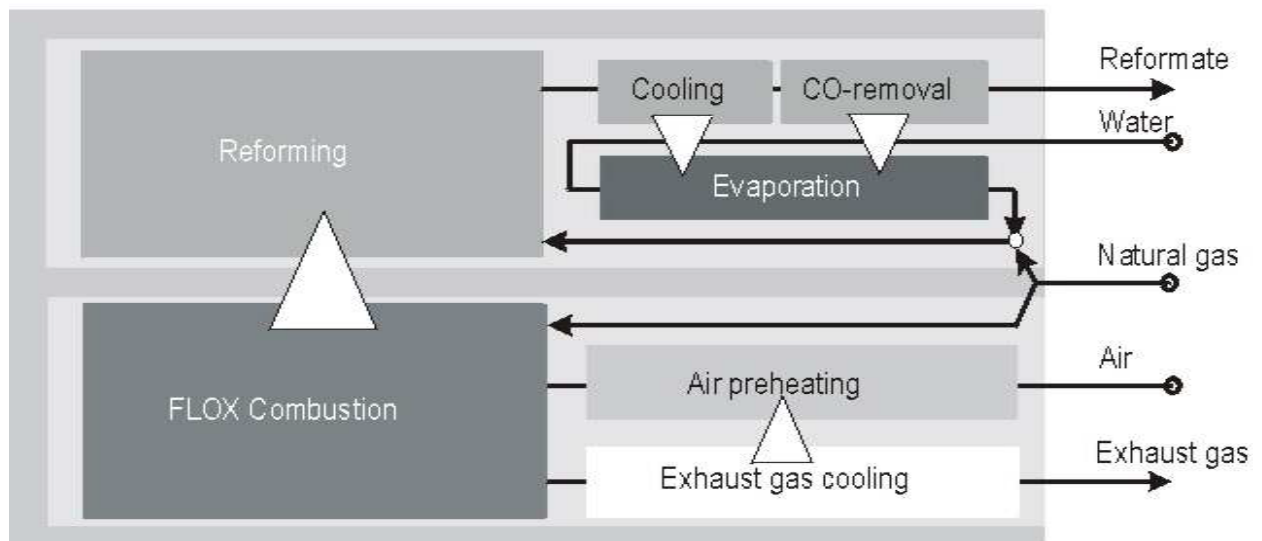 Reformate
Cooling
CO-removal
Water
Reforming
Evaporation
Natural gas
Air
Air preheating
FLOX Combustion
Exhaust gas
Exhaust gas cooling